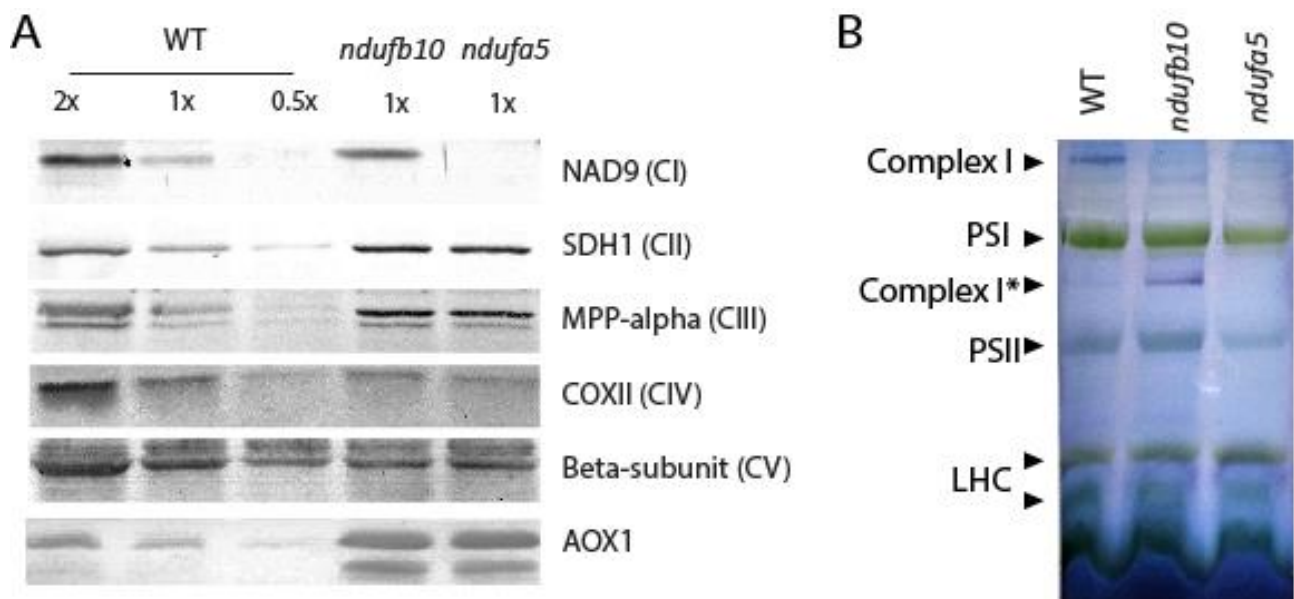 A
WT
ndufb10 ndufa5
2x 1x 0.5x 1x 1x
NAD9 (CI)
SDH1 (CII)
MPP-alpha (CIII)
COXII (CIV)
Beta-subunit (CV)
AOX1
B
WT
ndufb10
ndufa5
Complex I
PSI
Complex I*
PSII
LHC